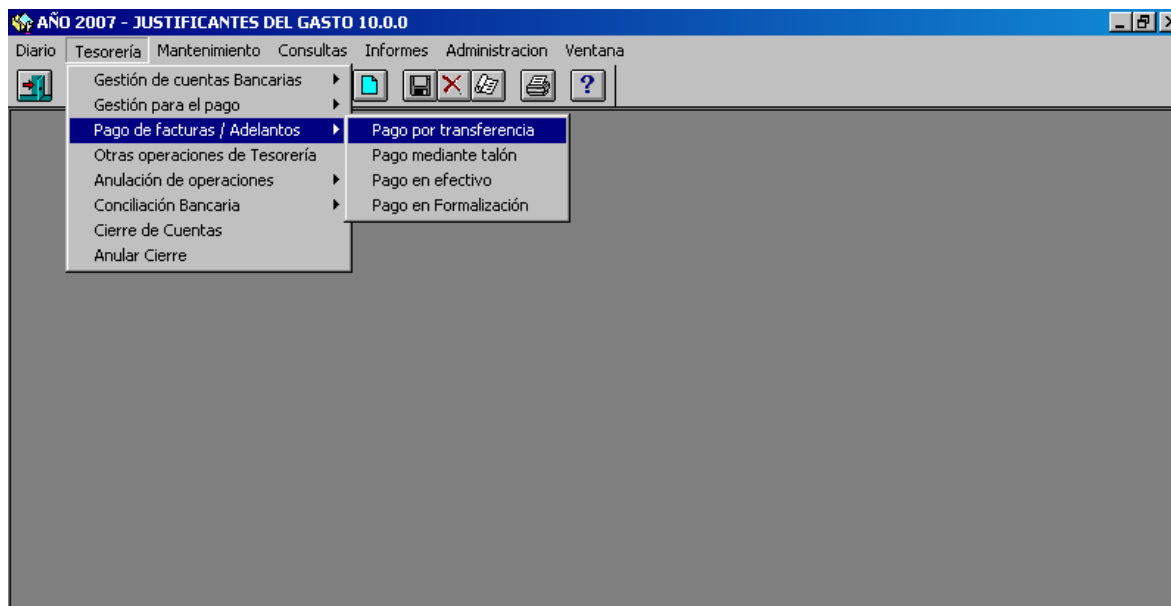 AÑO 2007 - JUSTIFICANTES DEL GASTO 10.0.0
Diario Tesorería Mantenimiento Consultas Informes Administracion Ventana
Gestión de cuentas Bancarias
Gestión para el pago
Pago de facturas / Adelantos
Otras operaciones de Tesorería
Anulación de operaciones
Conciliación Bancaria
Cierre de Cuentas
Anular Cierre
Pago por transferencia
Pago mediante talón
Pago en efectivo
Pago en Formalización
?